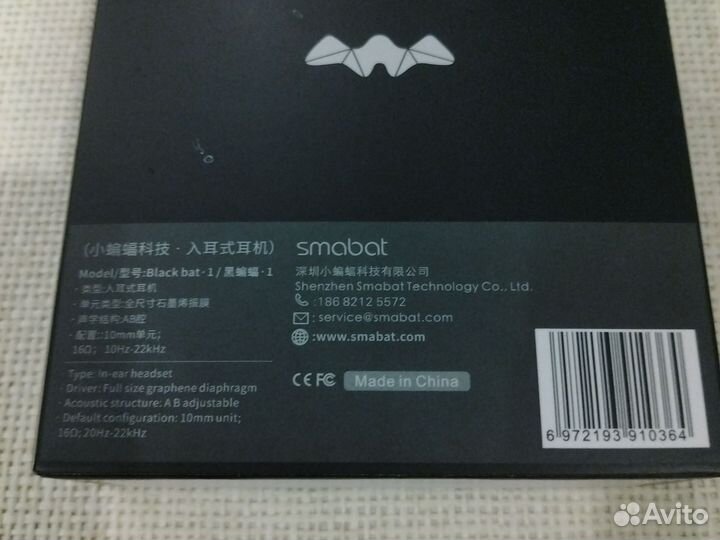 (小蝙蝠科技·入耳式耳机)
Model/型号:Black bat·1/黑蝙蝠·1
·类型:入耳式耳机
·单元类型:全尺寸石墨烯振膜
·声学结构:AB腔
·配置::10mm单元;
16Ω; 10Hz-22kHz
Type: In-ear headset
·Driver: Full size graphene diaphragm
·Acoustic structure: A B adjustable
·Default configuration: 10mm unit;
16Ω; 20Hz-22kHz
smabat
深圳小蝙蝠科技有限公司
Shenzhen Smabat Technology Co,. Ltd.
:186 8212 5572
: service@smabat.com
:www.smabat.com
CE FC Made in China
6 972193 910364
Avito